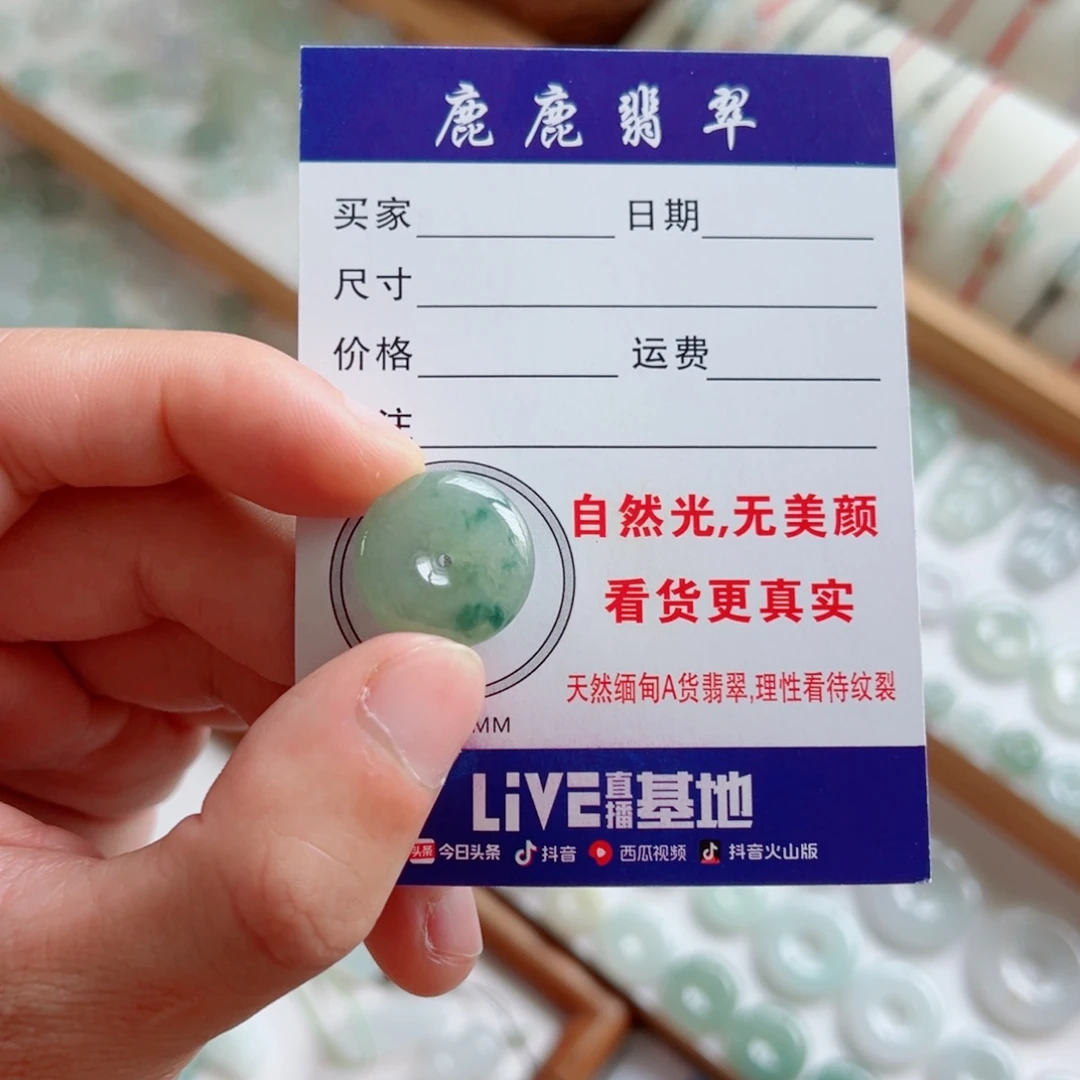 鹿鹿翡翠
买家 日期
尺寸
价格 运费
注
自然光,无美颜
看货更真实
天然缅甸A货翡翠,理性看待纹裂
MM
LiVE直播基地
头条 今日头条 抖音 西瓜视频 抖音火山版